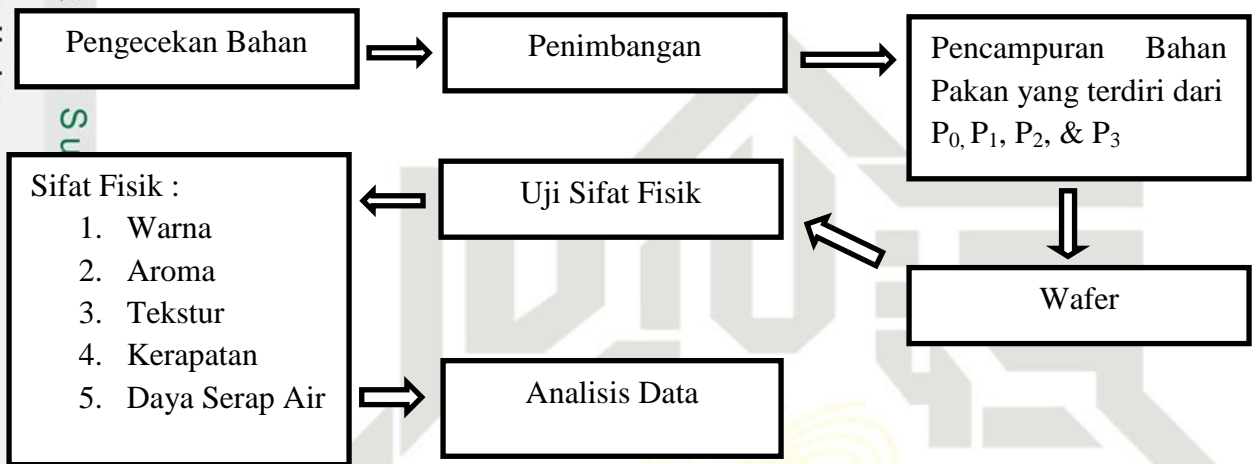 Pengecekan Bahan
Penimbangan
Pencampuran Bahan
Pakan yang terdiri dari
P₀, P₁, P₂, & P₃
Wafer
Uji Sifat Fisik
Sifat Fisik :
1. Warna
2. Aroma
3. Tekstur
4. Kerapatan
5. Daya Serap Air
Analisis Data